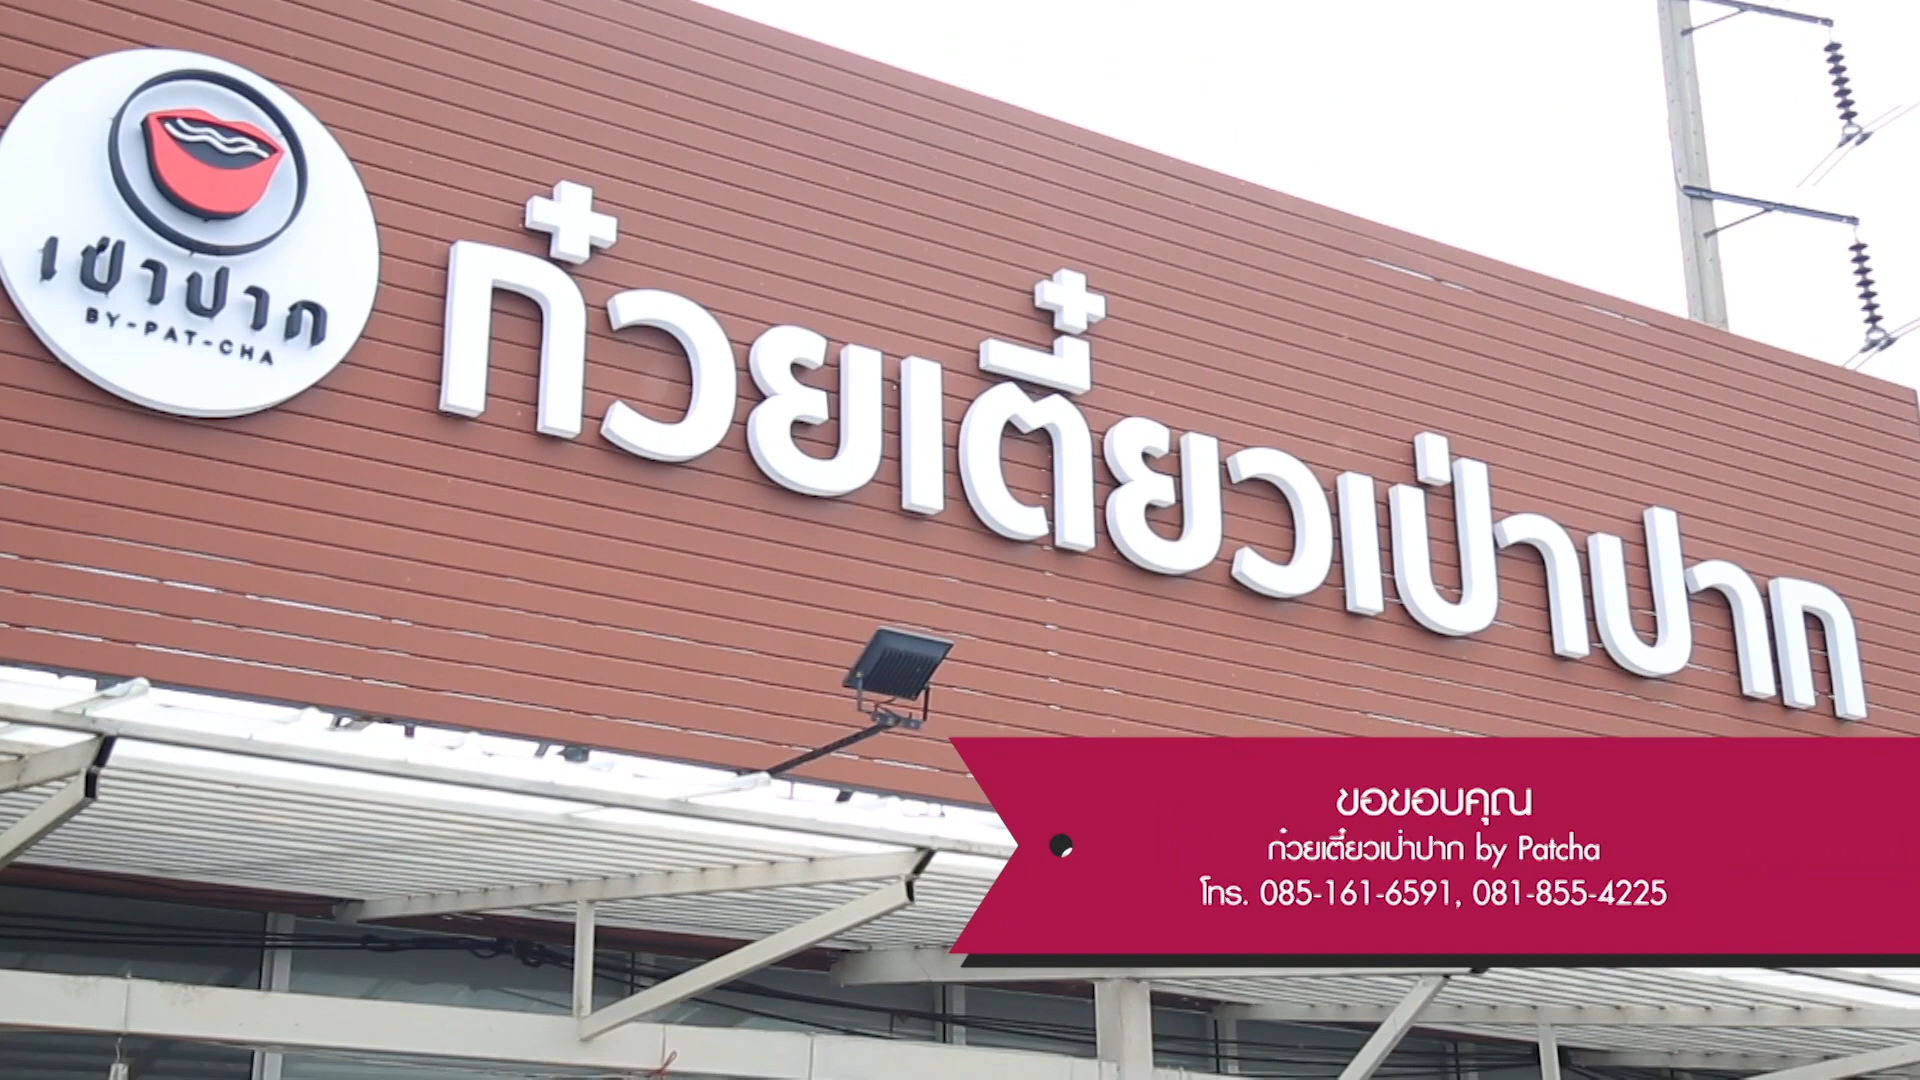 เป่าปาก
BY-PAT-CHA
ก๋วยเตี๋ยวเป่าปาก
ขอขอบคุณ
ก๋วยเตี๋ยวเป่าปาก by Patcha
โทร. 085-161-6591, 081-855-4225